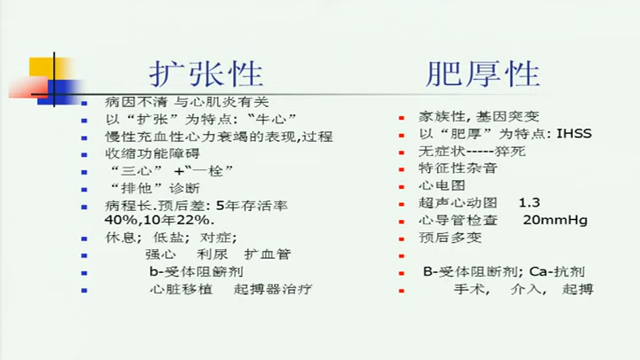 扩张性
病因不清 与心肌炎有关
以“扩张”为特点: “牛心”
慢性充血性心力衰竭的表现,过程
收缩功能障碍
“三心” +“一栓”
“排他”诊断
病程长.预后差: 5年存活率
40%,10年22%.
休息; 低盐; 对症;
强心 利尿 扩血管
b-受体阻断剂
心脏移植 起搏器治疗
肥厚性
家族性, 基因突变
以“肥厚”为特点: IHSS
无症状-----猝死
特征性杂音
心电图
超声心动图 1.3
心导管检查 20mmHg
预后多变
B-受体阻断剂; Ca-抗剂
手术, 介入, 起搏